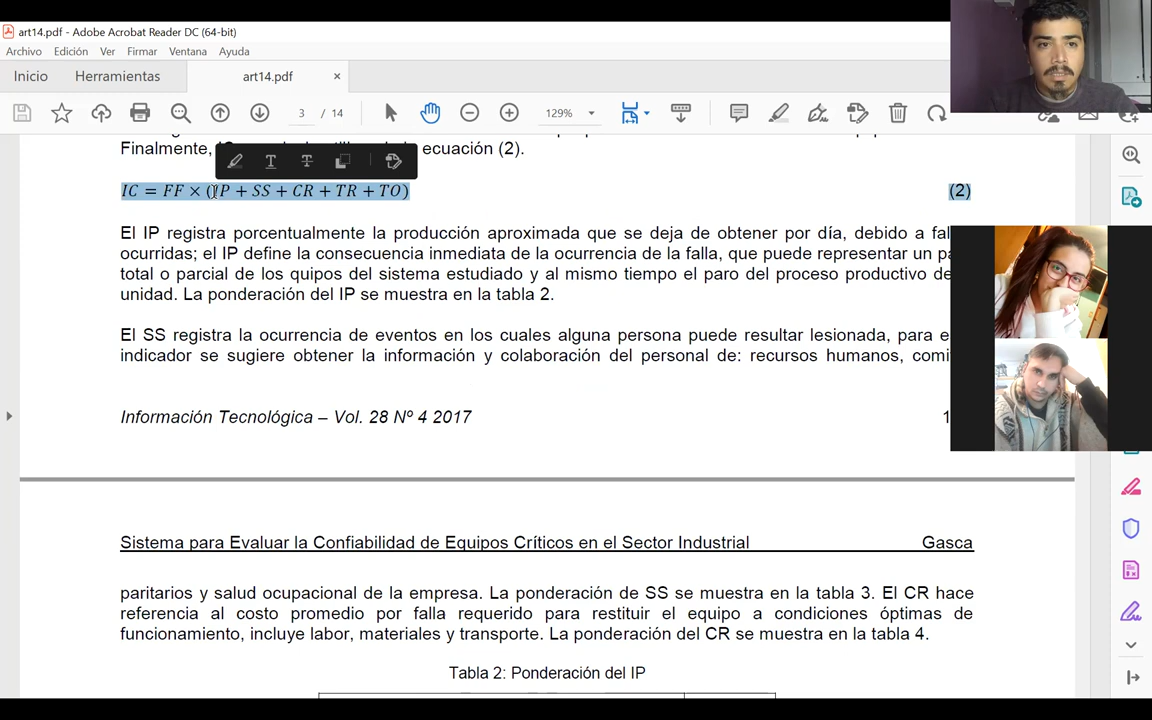 art14.pdf - Adobe Acrobat Reader DC (64-bit)
Archivo Edición Ver Firmar Ventana Ayuda
Inicio Herramientas art14.pdf ×
3 / 14 129%
Finalmente, ecuación (2).
IC = FF × (IP + SS + CR + TR + TO) (2)
El IP registra porcentualmente la producción aproximada que se deja de obtener por día, debido a
ocurridas; el IP define la consecuencia inmediata de la ocurrencia de la falla, que puede representar un
total o parcial de los quipos del sistema estudiado y al mismo tiempo el paro del proceso productivo
unidad. La ponderación del IP se muestra en la tabla 2.
El SS registra la ocurrencia de eventos en los cuales alguna persona puede resultar lesionada, para
indicador se sugiere obtener la información y colaboración del personal de: recursos humanos,
Información Tecnológica – Vol. 28 Nº 4 2017
Sistema para Evaluar la Confiabilidad de Equipos Críticos en el Sector Industrial Gasca
paritarios y salud ocupacional de la empresa. La ponderación de SS se muestra en la tabla 3. El CR hace
referencia al costo promedio por falla requerido para restituir el equipo a condiciones óptimas de
funcionamiento, incluye labor, materiales y transporte. La ponderación del CR se muestra en la tabla 4.
Tabla 2: Ponderación del IP